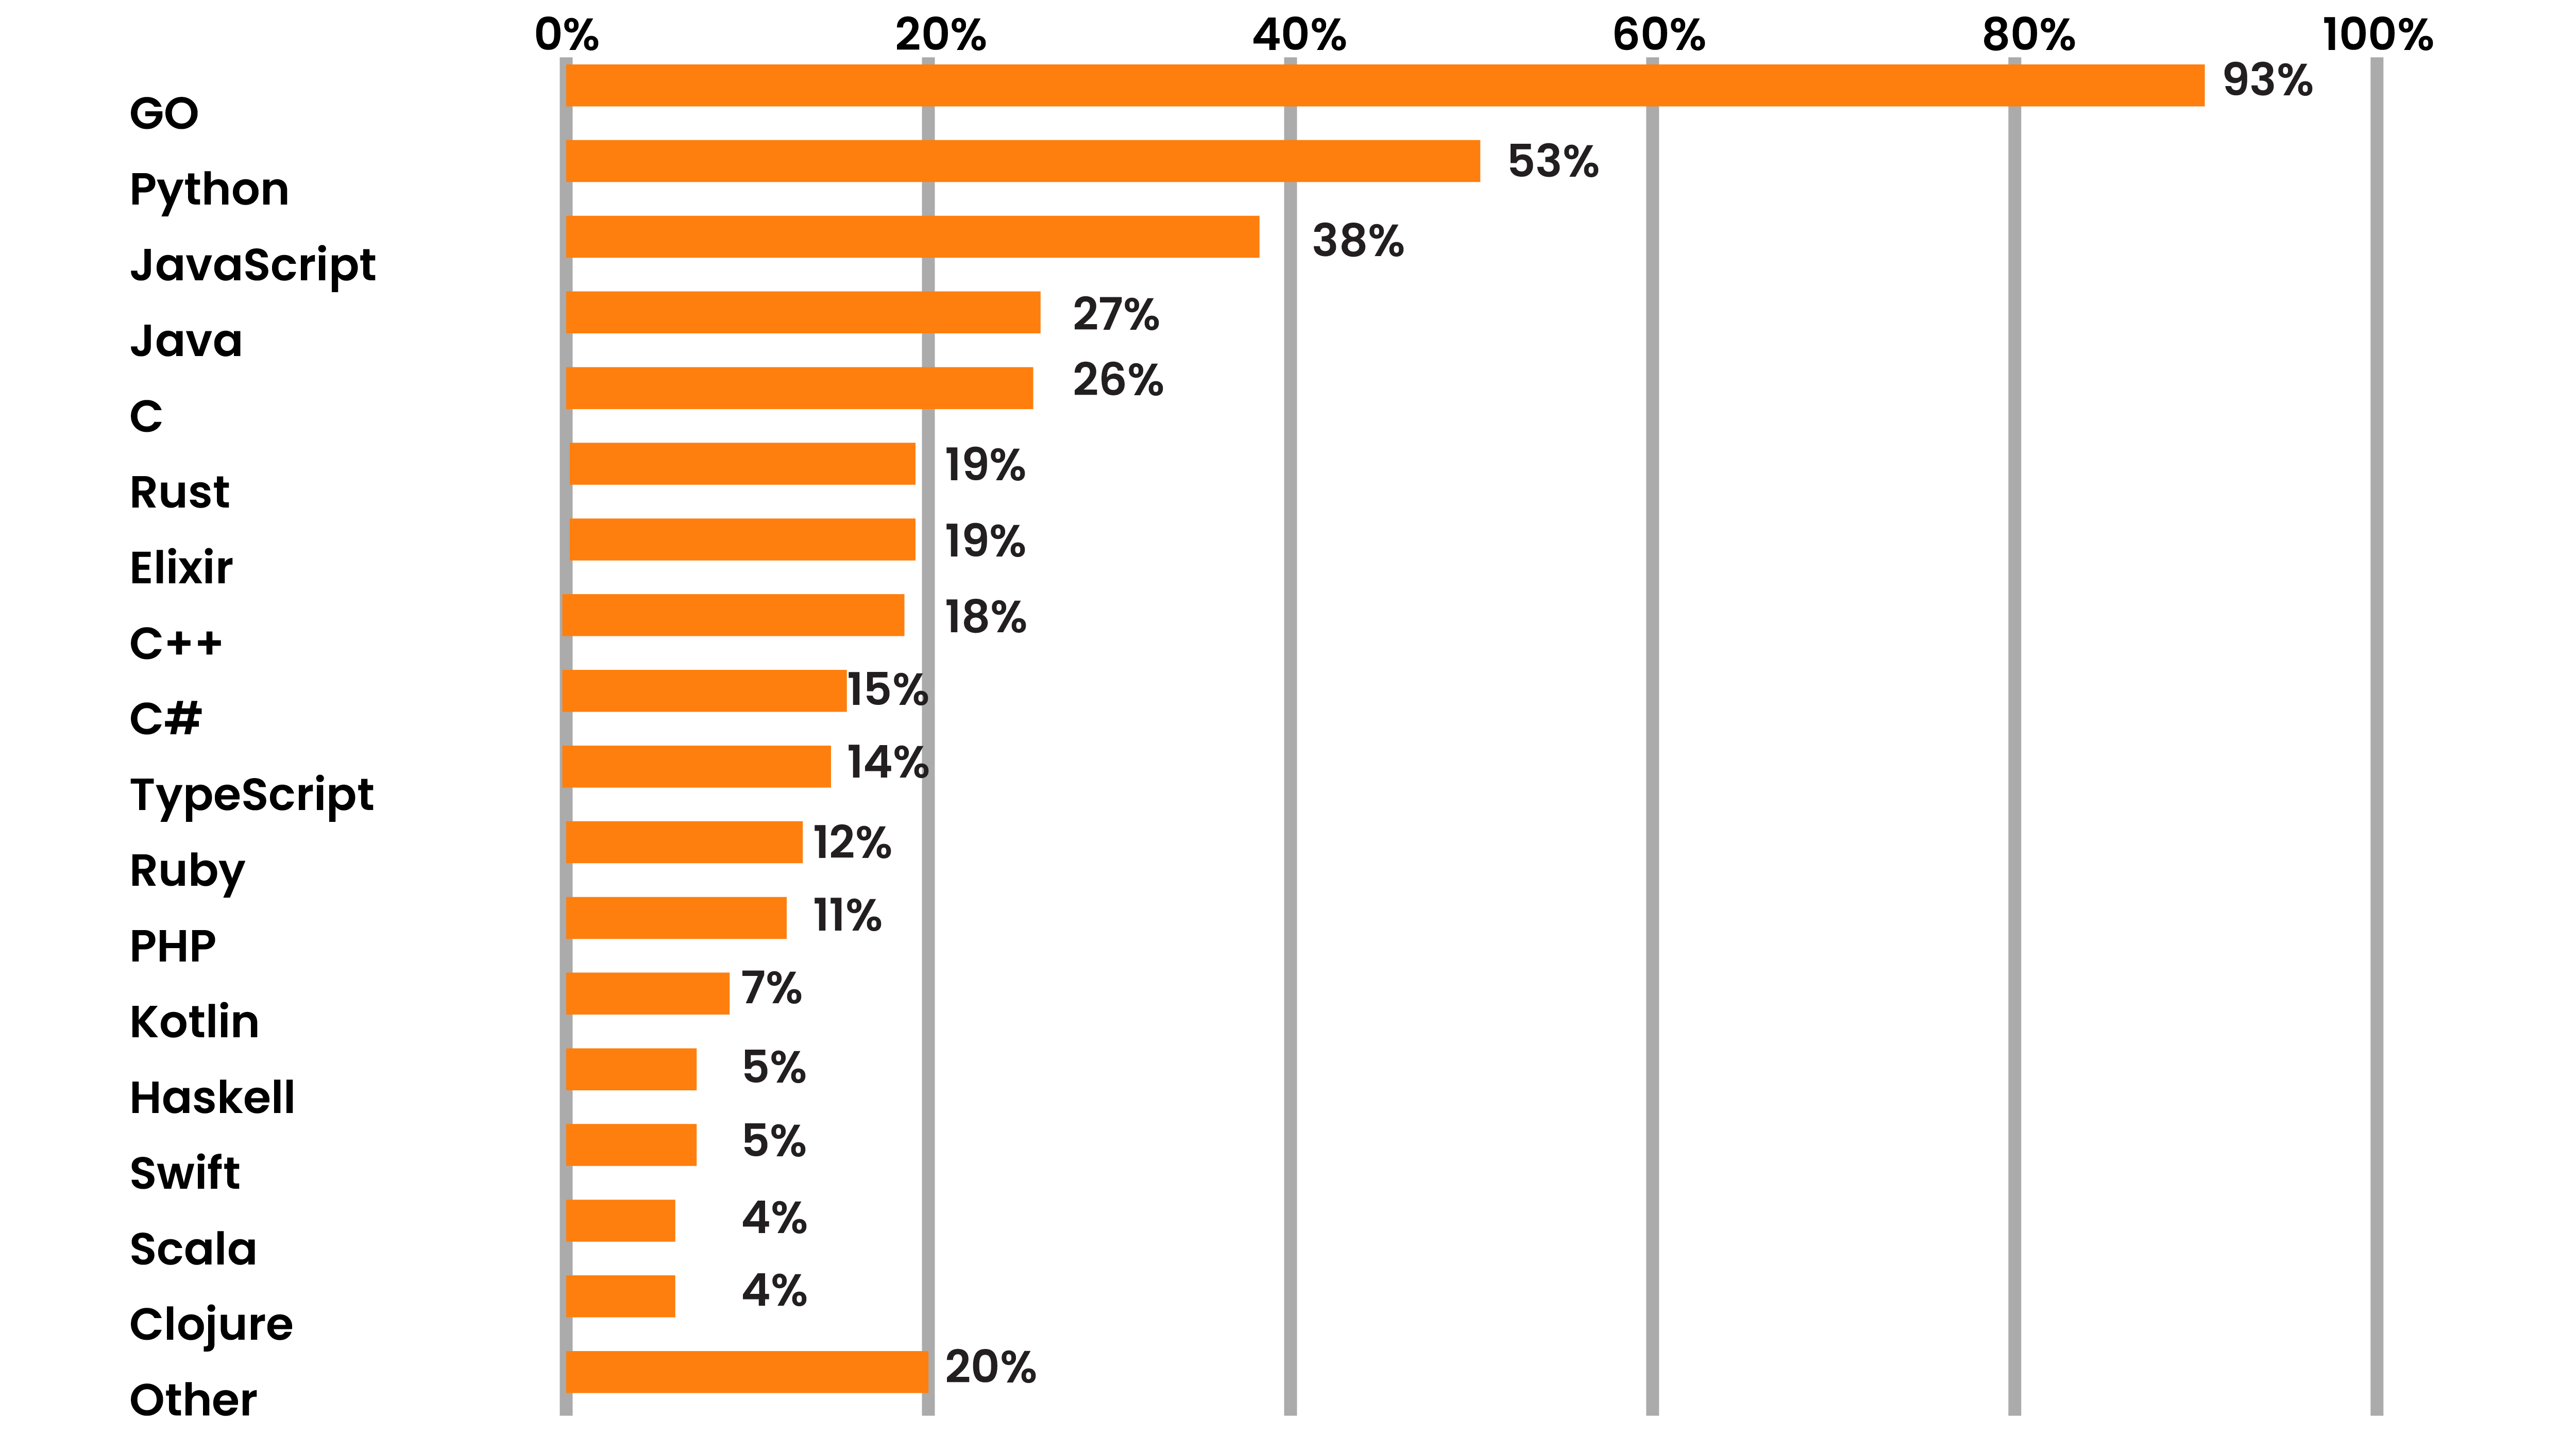 0% 20% 40% 60% 80% 100%
GO 93%
Python 53%
JavaScript 38%
Java 27%
C 26%
Rust 19%
Elixir 19%
C++ 18%
C# 15%
TypeScript 14%
Ruby 12%
PHP 11%
Kotlin 7%
Haskell 5%
Swift 5%
Scala 4%
Clojure 4%
Other 20%